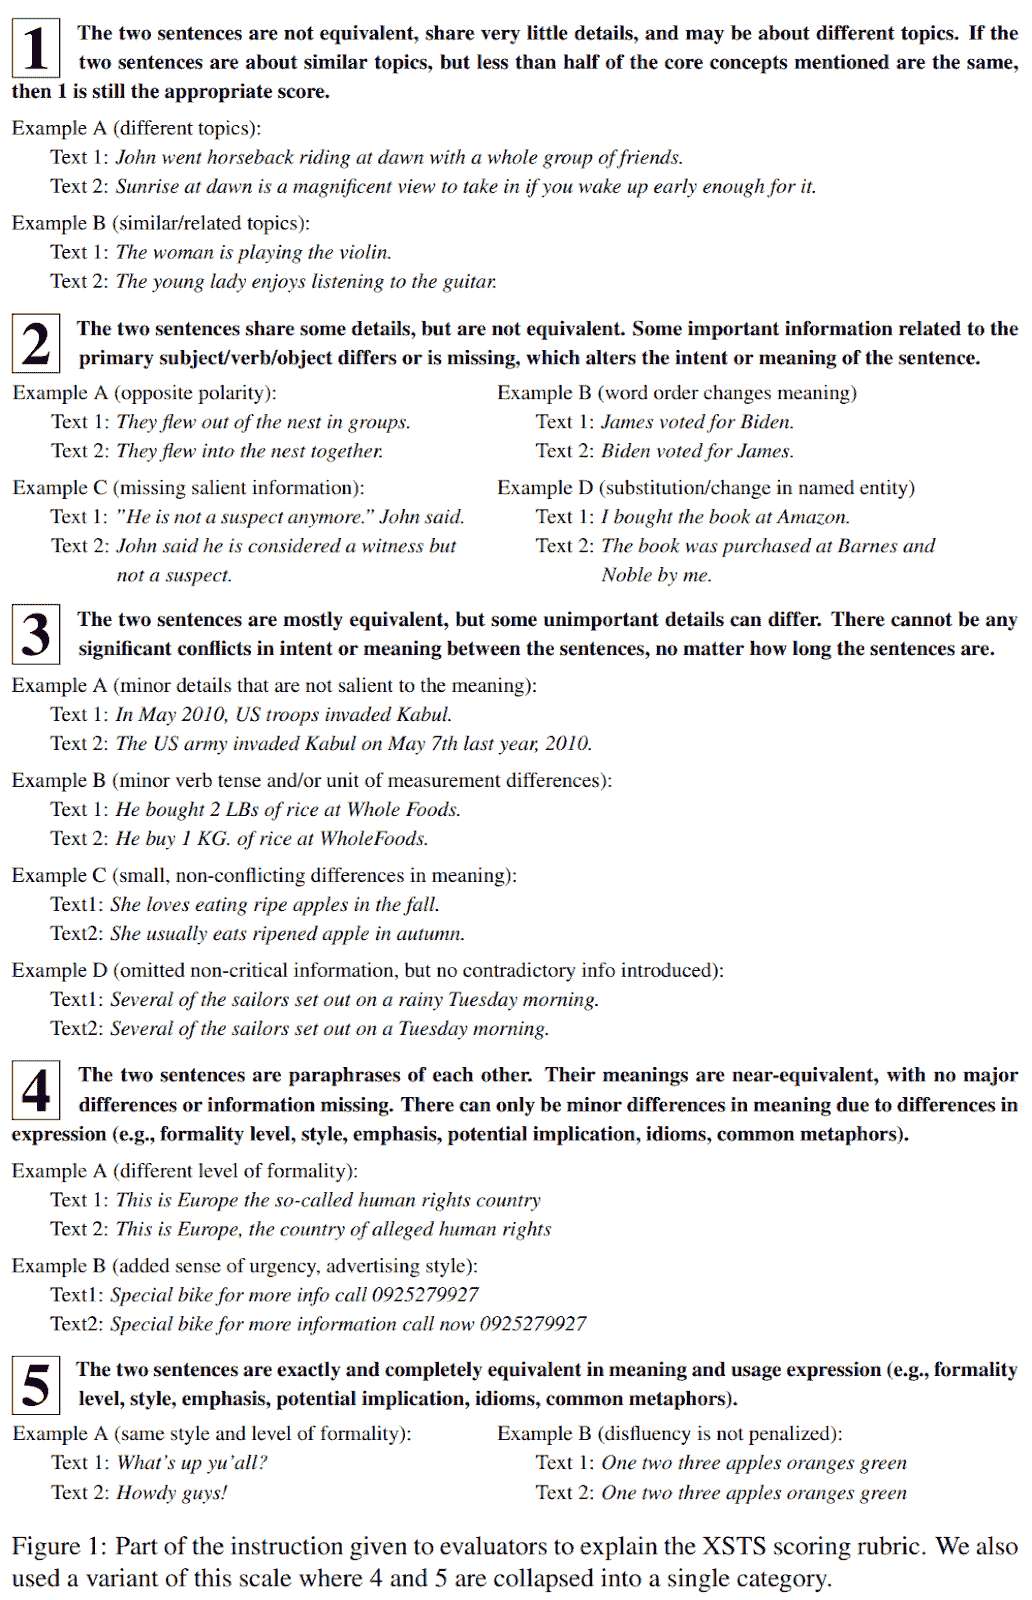 1 The two sentences are not equivalent, share very little details, and may be about different topics. If the
two sentences are about similar topics, but less than half of the core concepts mentioned are the same,
then 1 is still the appropriate score.
Example A (different topics):
Text 1: John went horseback riding at dawn with a whole group of friends.
Text 2: Sunrise at dawn is a magnificent view to take in if you wake up early enough for it.
Example B (similar/related topics):
Text 1: The woman is playing the violin.
Text 2: The young lady enjoys listening to the guitar.
2 The two sentences share some details, but are not equivalent. Some important information related to the
primary subject/verb/object differs or is missing, which alters the intent or meaning of the sentence.
Example A (opposite polarity):
Text 1: They flew out of the nest in groups.
Text 2: They flew into the nest together.
Example B (word order changes meaning)
Text 1: James voted for Biden.
Text 2: Biden voted for James.
Example C (missing salient information):
Text 1: ”He is not a suspect anymore.” John said.
Text 2: John said he is considered a witness but
not a suspect.
Example D (substitution/change in named entity)
Text 1: I bought the book at Amazon.
Text 2: The book was purchased at Barnes and
Noble by me.
3 The two sentences are mostly equivalent, but some unimportant details can differ. There cannot be any
significant conflicts in intent or meaning between the sentences, no matter how long the sentences are.
Example A (minor details that are not salient to the meaning):
Text 1: In May 2010, US troops invaded Kabul.
Text 2: The US army invaded Kabul on May 7th last year, 2010.
Example B (minor verb tense and/or unit of measurement differences):
Text 1: He bought 2 LBs of rice at Whole Foods.
Text 2: He buy 1 KG. of rice at WholeFoods.
Example C (small, non-conflicting differences in meaning):
Text1: She loves eating ripe apples in the fall.
Text2: She usually eats ripened apple in autumn.
Example D (omitted non-critical information, but no contradictory info introduced):
Text1: Several of the sailors set out on a rainy Tuesday morning.
Text2: Several of the sailors set out on a Tuesday morning.
4 The two sentences are paraphrases of each other. Their meanings are near-equivalent, with no major
differences or information missing. There can only be minor differences in meaning due to differences in
expression (e.g., formality level, style, emphasis, potential implication, idioms, common metaphors).
Example A (different level of formality):
Text 1: This is Europe the so-called human rights country
Text 2: This is Europe, the country of alleged human rights
Example B (added sense of urgency, advertising style):
Text1: Special bike for more info call 0925279927
Text2: Special bike for more information call now 0925279927
5 The two sentences are exactly and completely equivalent in meaning and usage expression (e.g., formality
level, style, emphasis, potential implication, idioms, common metaphors).
Example A (same style and level of formality):
Text 1: What's up yu'all?
Text 2: Howdy guys!
Example B (disfluency is not penalized):
Text 1: One two three apples oranges green
Text 2: One two three apples oranges green
Figure 1: Part of the instruction given to evaluators to explain the XSTS scoring rubric. We also
used a variant of this scale where 4 and 5 are collapsed into a single category.